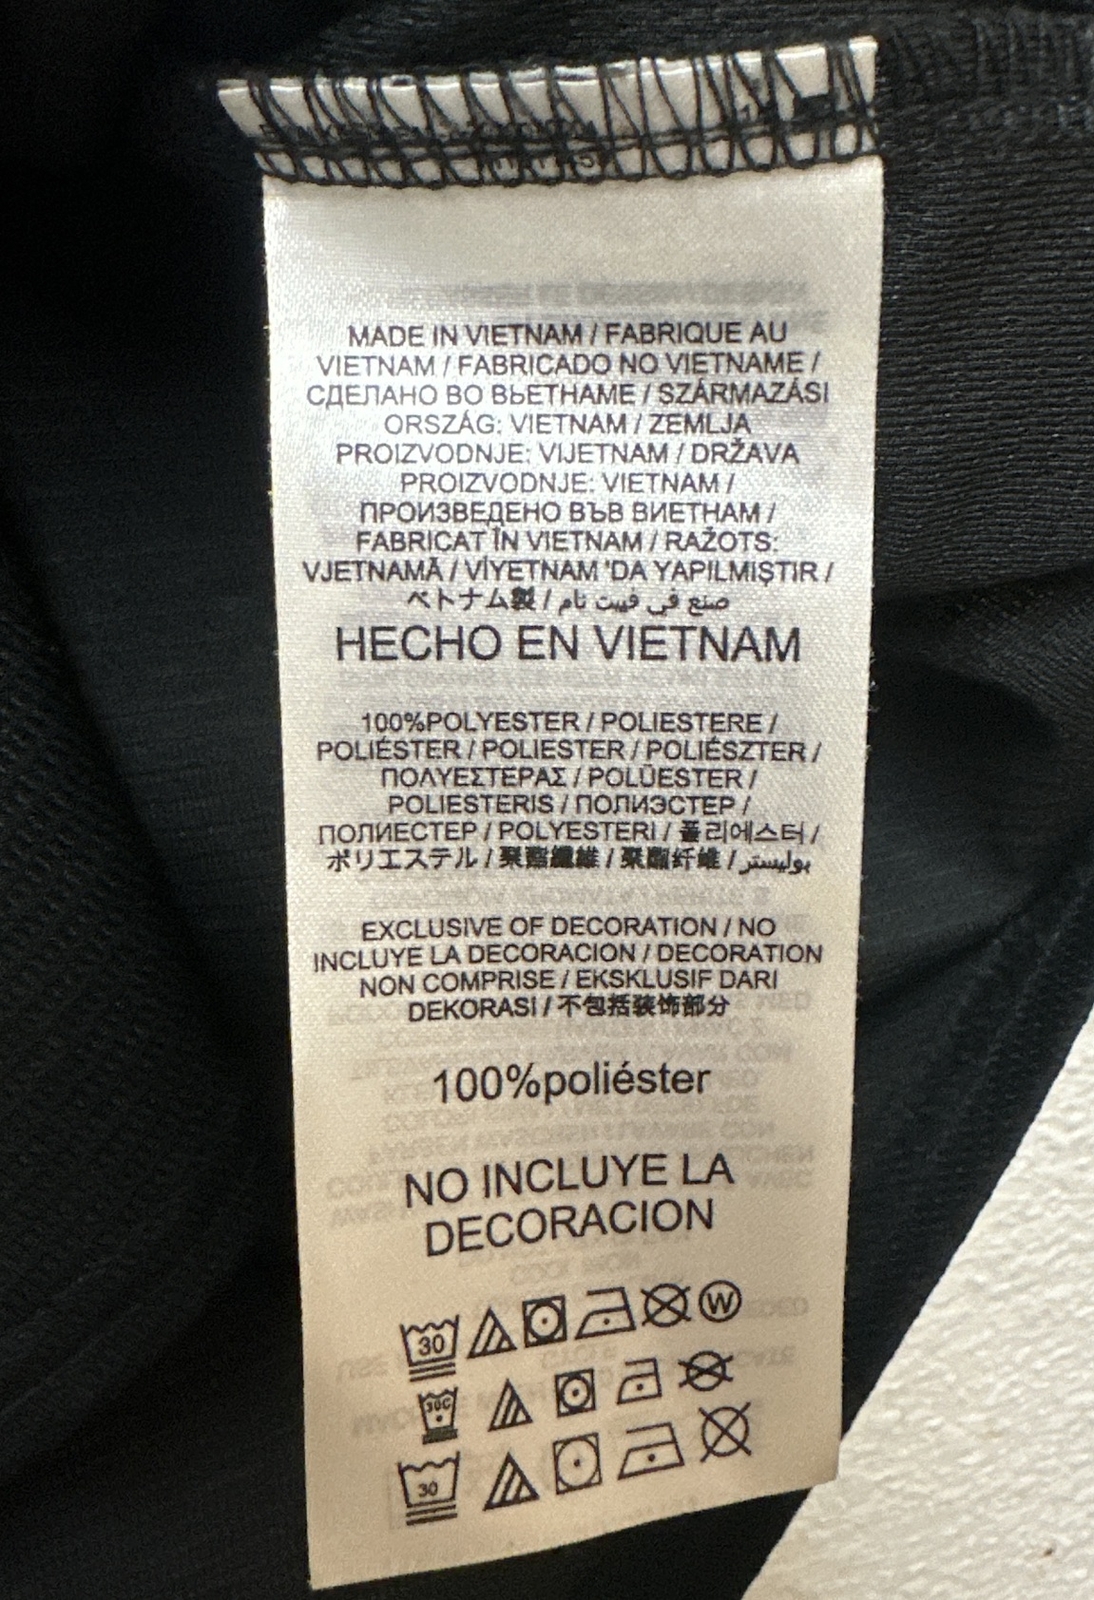 MADE IN VIETNAM / FABRIQUE AU
VIETNAM / FABRICADO NO VIETNAME /
СДЕЛАНО ВО ВЬЕТНАМЕ / SZÁRMAZÁSI
ORSZÁG: VIETNAM / ZEMLJA
PROIZVODNJE: VIJETNAM / DRŽAVA
PROIZVODNJE: VIETNAM /
ПРОИЗВЕДЕНО ВЪВ ВИЕТНАМ /
FABRICAT ÎN VIETNAM / RAŽOTS:
VJETNAMĀ / VİYETNAM 'DA YAPILMIŞTIR /
ベトナム製 / صنع في فييت نام
HECHO EN VIETNAM
100%POLYESTER / POLIESTERE /
POLIÉSTER / POLIESTER / POLIÉSZTER /
ΠΟΛΥΕΣΤΕΡΑΣ / POLÜESTER /
POLIESTERIS / ПОЛИЭСТЕР /
ПОЛИЕСТЕР / POLYESTERI / 폴리에스터 /
ポリエステル / 聚酯纖維 / 聚酯纤维 / بوليستر
EXCLUSIVE OF DECORATION / NO
INCLUYE LA DECORACION / DECORATION
NON COMPRISE / EKSKLUSIF DARI
DEKORASI / 不包括装饰部分
100%poliéster
NO INCLUYE LA
DECORACION
30 W
30C
30